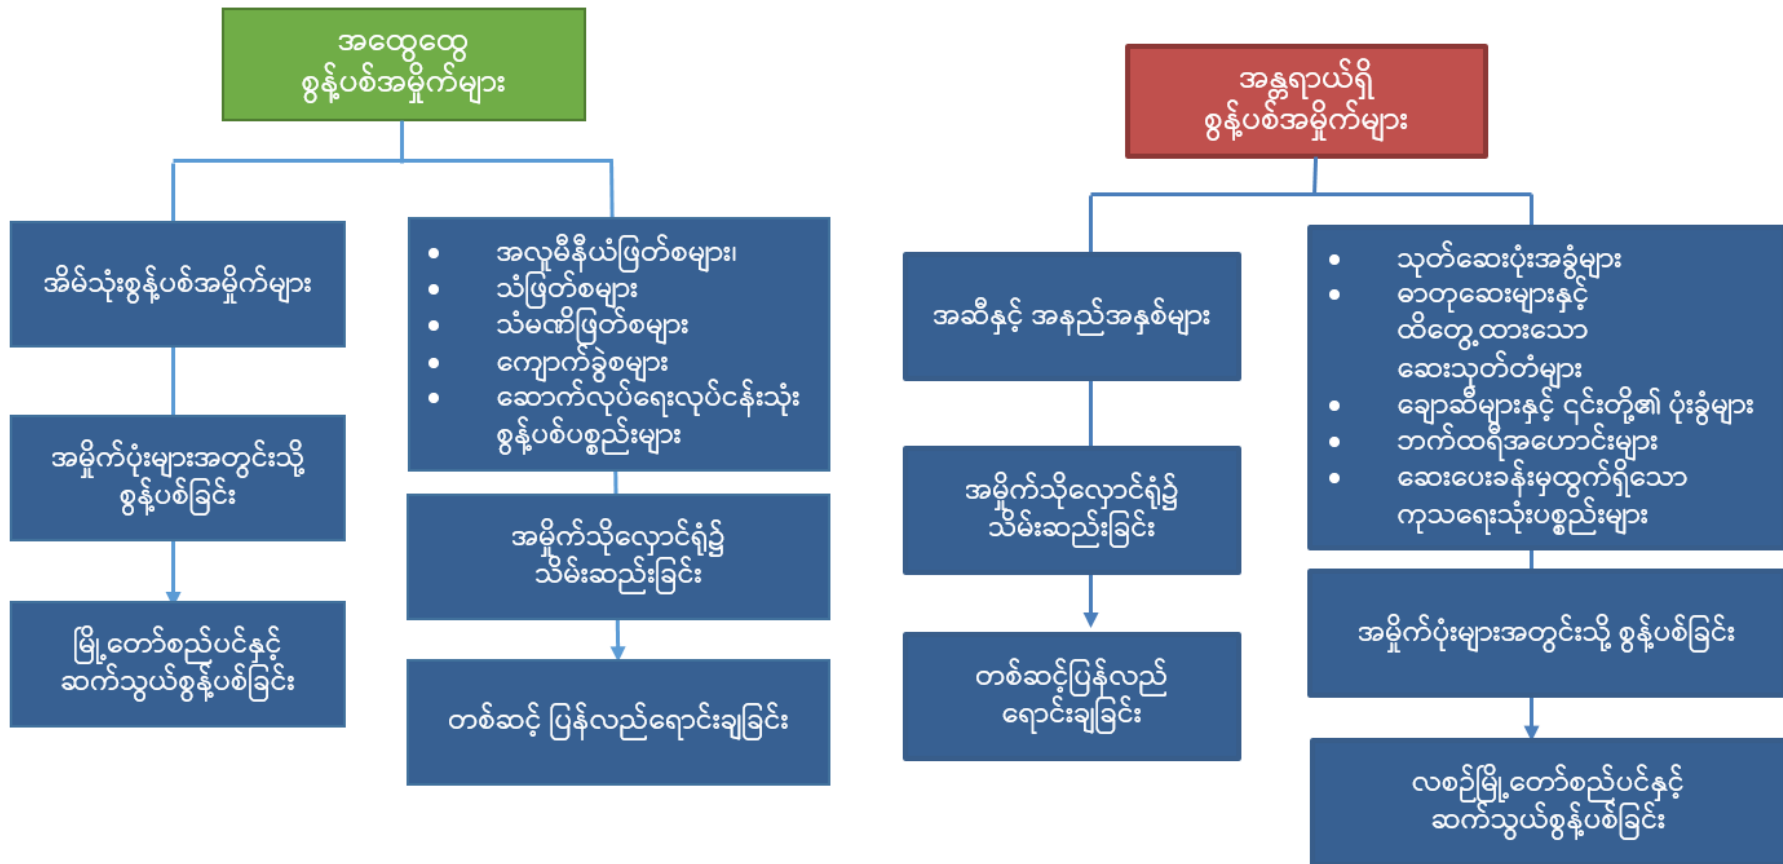 အထွေထွေ
စွန့်ပစ်အမှိုက်များ
အိမ်သုံးစွန့်ပစ်အမှိုက်များ
အမှိုက်ပုံးများအတွင်းသို့
စွန့်ပစ်ခြင်း
မြို့တော်စည်ပင်နှင့်
ဆက်သွယ်စွန့်ပစ်ခြင်း
• အလူမီနီယံဖြတ်စများ၊
• သံဖြတ်စများ
• သံမဏိဖြတ်စများ
• ကျောက်ခွဲစများ
• ဆောက်လုပ်ရေးလုပ်ငန်းသုံး
စွန့်ပစ်ပစ္စည်းများ
အမှိုက်သိုလှောင်ရုံ၌
သိမ်းဆည်းခြင်း
တစ်ဆင့် ပြန်လည်ရောင်းချခြင်း
အန္တရာယ်ရှိ
စွန့်ပစ်အမှိုက်များ
အဆီနှင့် အနည်အနှစ်များ
အမှိုက်သိုလှောင်ရုံ၌
သိမ်းဆည်းခြင်း
တစ်ဆင့်ပြန်လည်
ရောင်းချခြင်း
• သုတ်ဆေးပုံးအခွံများ
• ဓာတုဆေးများနှင့်
ထိတွေ့ထားသော
ဆေးသုတ်တံများ
• ချောဆီများနှင့် ၎င်းတို့၏ ပုံးခွံများ
• ဘက်ထရီအဟောင်းများ
• ဆေးပေးခန်းမှထွက်ရှိသော
ကုသရေးသုံးပစ္စည်းများ
အမှိုက်ပုံးများအတွင်းသို့ စွန့်ပစ်ခြင်း
လစဉ်မြို့တော်စည်ပင်နှင့်
ဆက်သွယ်စွန့်ပစ်ခြင်း